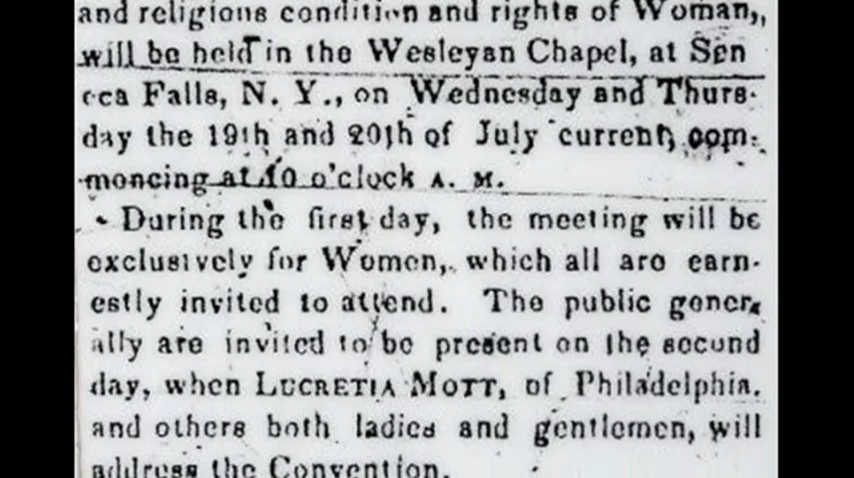 and religious condition and rights of Woman,
will be held in the Wesleyan Chapel, at Sen
eca Falls, N. Y., on Wednesday and Thurs-
day the 19th and 20th of July current, com-
mencing at 10 o'clock A. M.
During the first day, the meeting will be
exclusively for Women, which all are earn-
estly invited to attend. The public gener
ally are invited to be present on the second
day, when LUCRETIA MOTT, of Philadelphia,
and others both ladies and gentlemen, will
address the Convention.